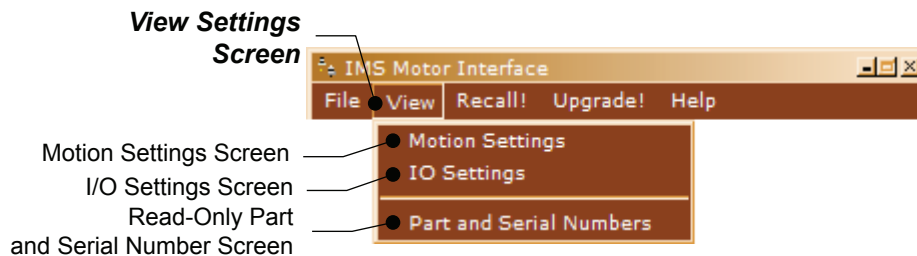 View Settings
Screen
IMS Motor Interface
File View Recall! Upgrade! Help
Motion Settings Screen
Motion Settings
I/O Settings Screen
IO Settings
Read-Only Part
and Serial Number Screen
Part and Serial Numbers